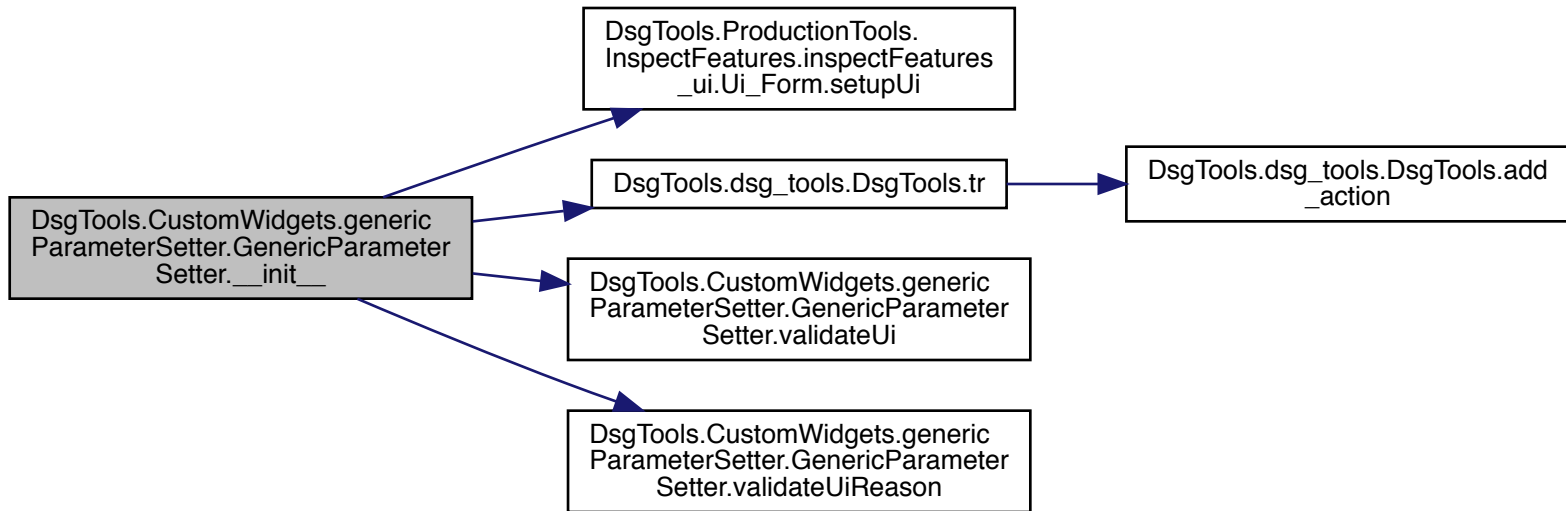 DsgTools.ProductionTools.
InspectFeatures.inspectFeatures
_ui.Ui_Form.setupUi
DsgTools.dsg_tools.DsgTools.tr
DsgTools.dsg_tools.DsgTools.add
_action
DsgTools.CustomWidgets.generic
ParameterSetter.GenericParameter
Setter.__init__
DsgTools.CustomWidgets.generic
ParameterSetter.GenericParameter
Setter.validateUi
DsgTools.CustomWidgets.generic
ParameterSetter.GenericParameter
Setter.validateUiReason